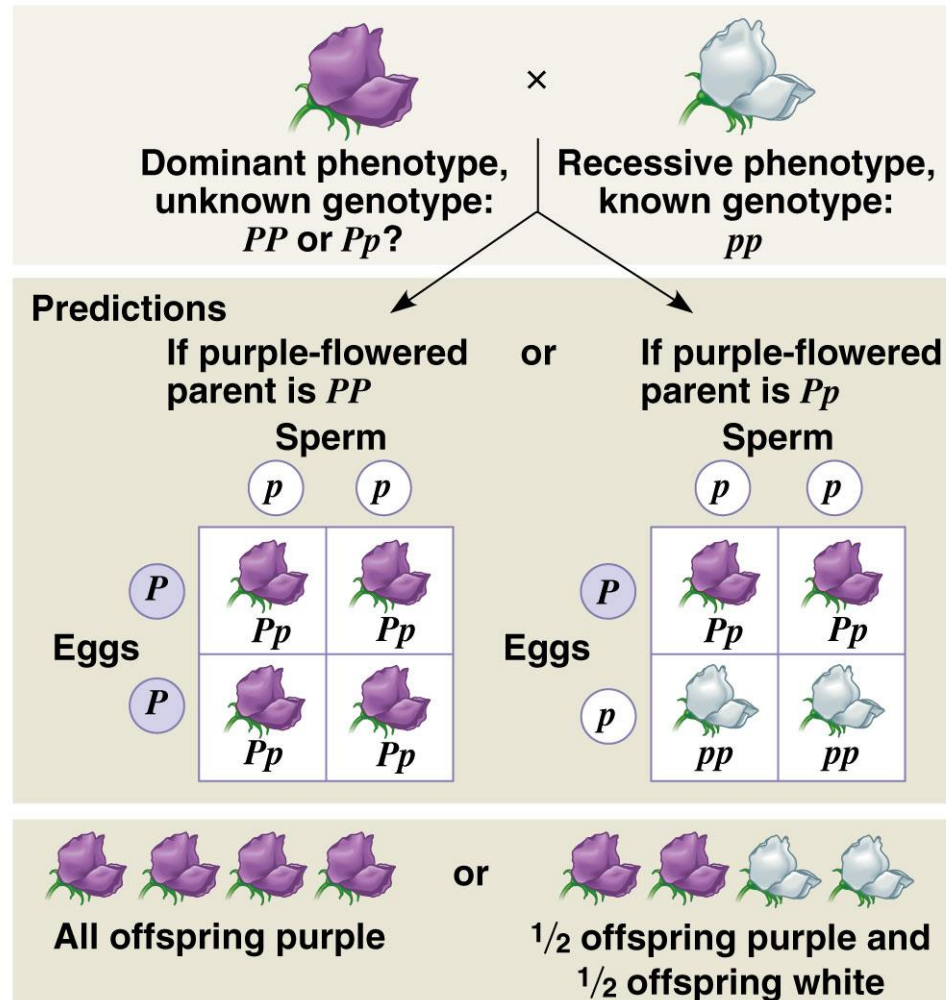 ×
Dominant phenotype,
unknown genotype:
PP or Pp?
Recessive phenotype,
known genotype:
pp
Predictions
If purple-flowered
parent is PP
or
If purple-flowered
parent is Pp
Sperm
p p
P
Eggs
P
Pp Pp
Pp Pp
Sperm
p p
P
Eggs
p
Pp Pp
pp pp
All offspring purple
or
1/2 offspring purple and
1/2 offspring white